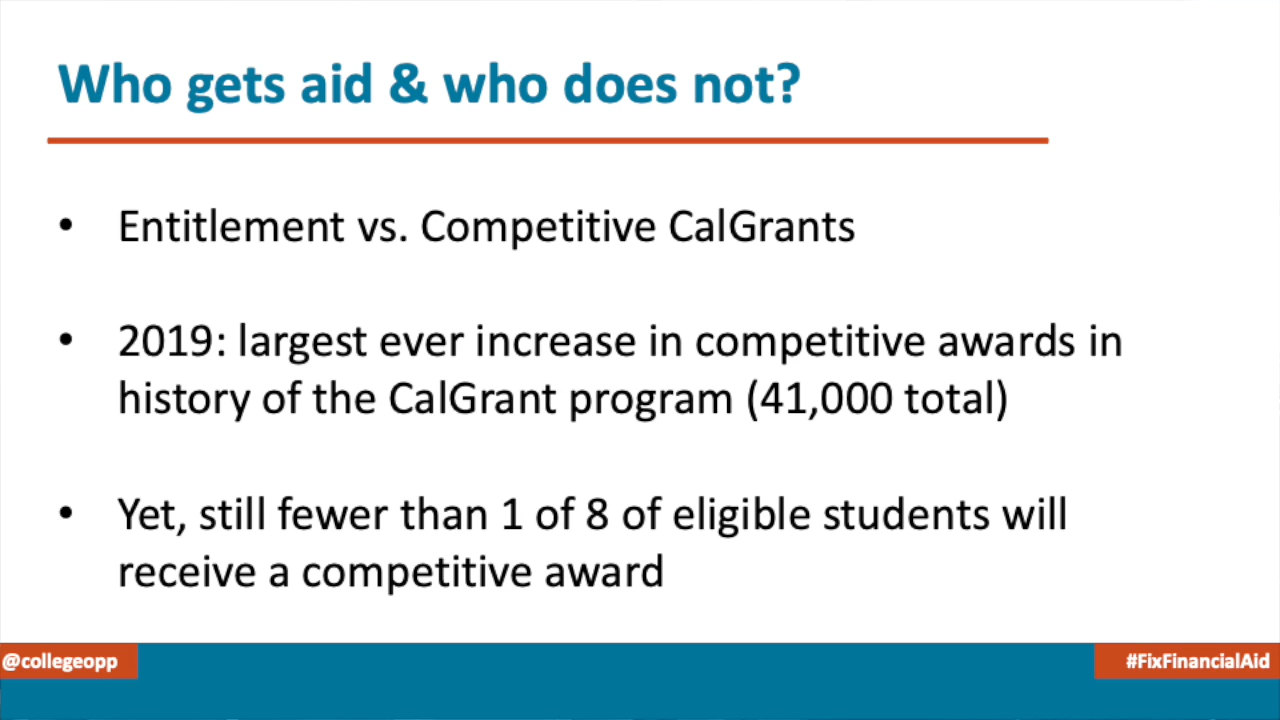 Who gets aid & who does not?
• Entitlement vs. Competitive CalGrants
• 2019: largest ever increase in competitive awards in
history of the CalGrant program (41,000 total)
• Yet, still fewer than 1 of 8 of eligible students will
receive a competitive award
@collegeopp
#FixFinancialAid